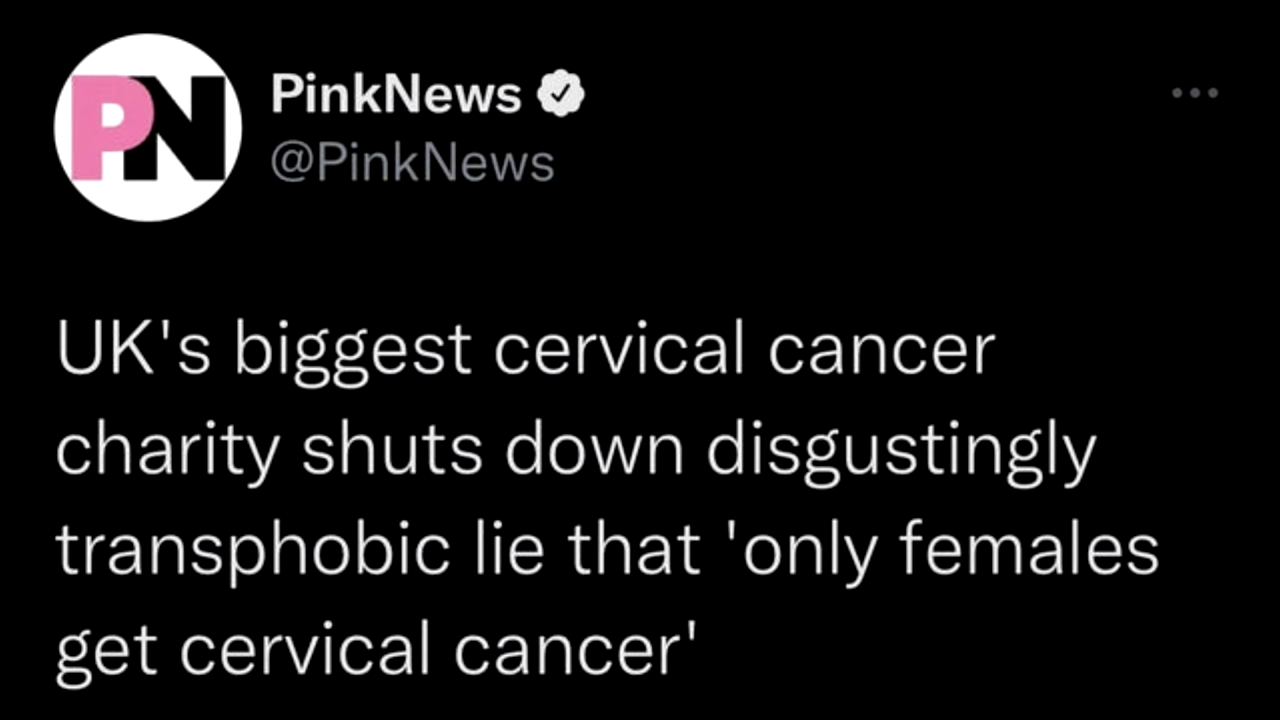 PN
PinkNews
@PinkNews
UK's biggest cervical cancer
charity shuts down disgustingly
transphobic lie that 'only females
get cervical cancer'